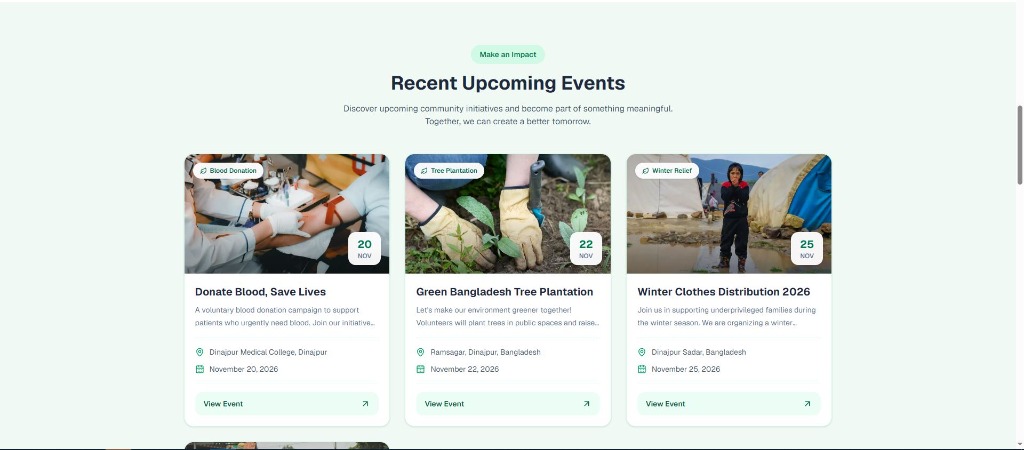 Make an Impact
Recent Upcoming Events
Discover upcoming community initiatives and become part of something meaningful.
Together, we can create a better tomorrow.
Blood Donation
20
NOV
Donate Blood, Save Lives
A voluntary blood donation campaign to support
patients who urgently need blood. Join our initiative...
Dinajpur Medical College, Dinajpur
November 20, 2026
View Event
Tree Plantation
22
NOV
Green Bangladesh Tree Plantation
Let's make our environment greener together!
Volunteers will plant trees in public spaces and raise...
Ramsagar, Dinajpur, Bangladesh
November 22, 2026
View Event
Winter Relief
25
NOV
Winter Clothes Distribution 2026
Join us in supporting underprivileged families during
the winter season. We are organizing a winter...
Dinajpur Sadar, Bangladesh
November 25, 2026
View Event